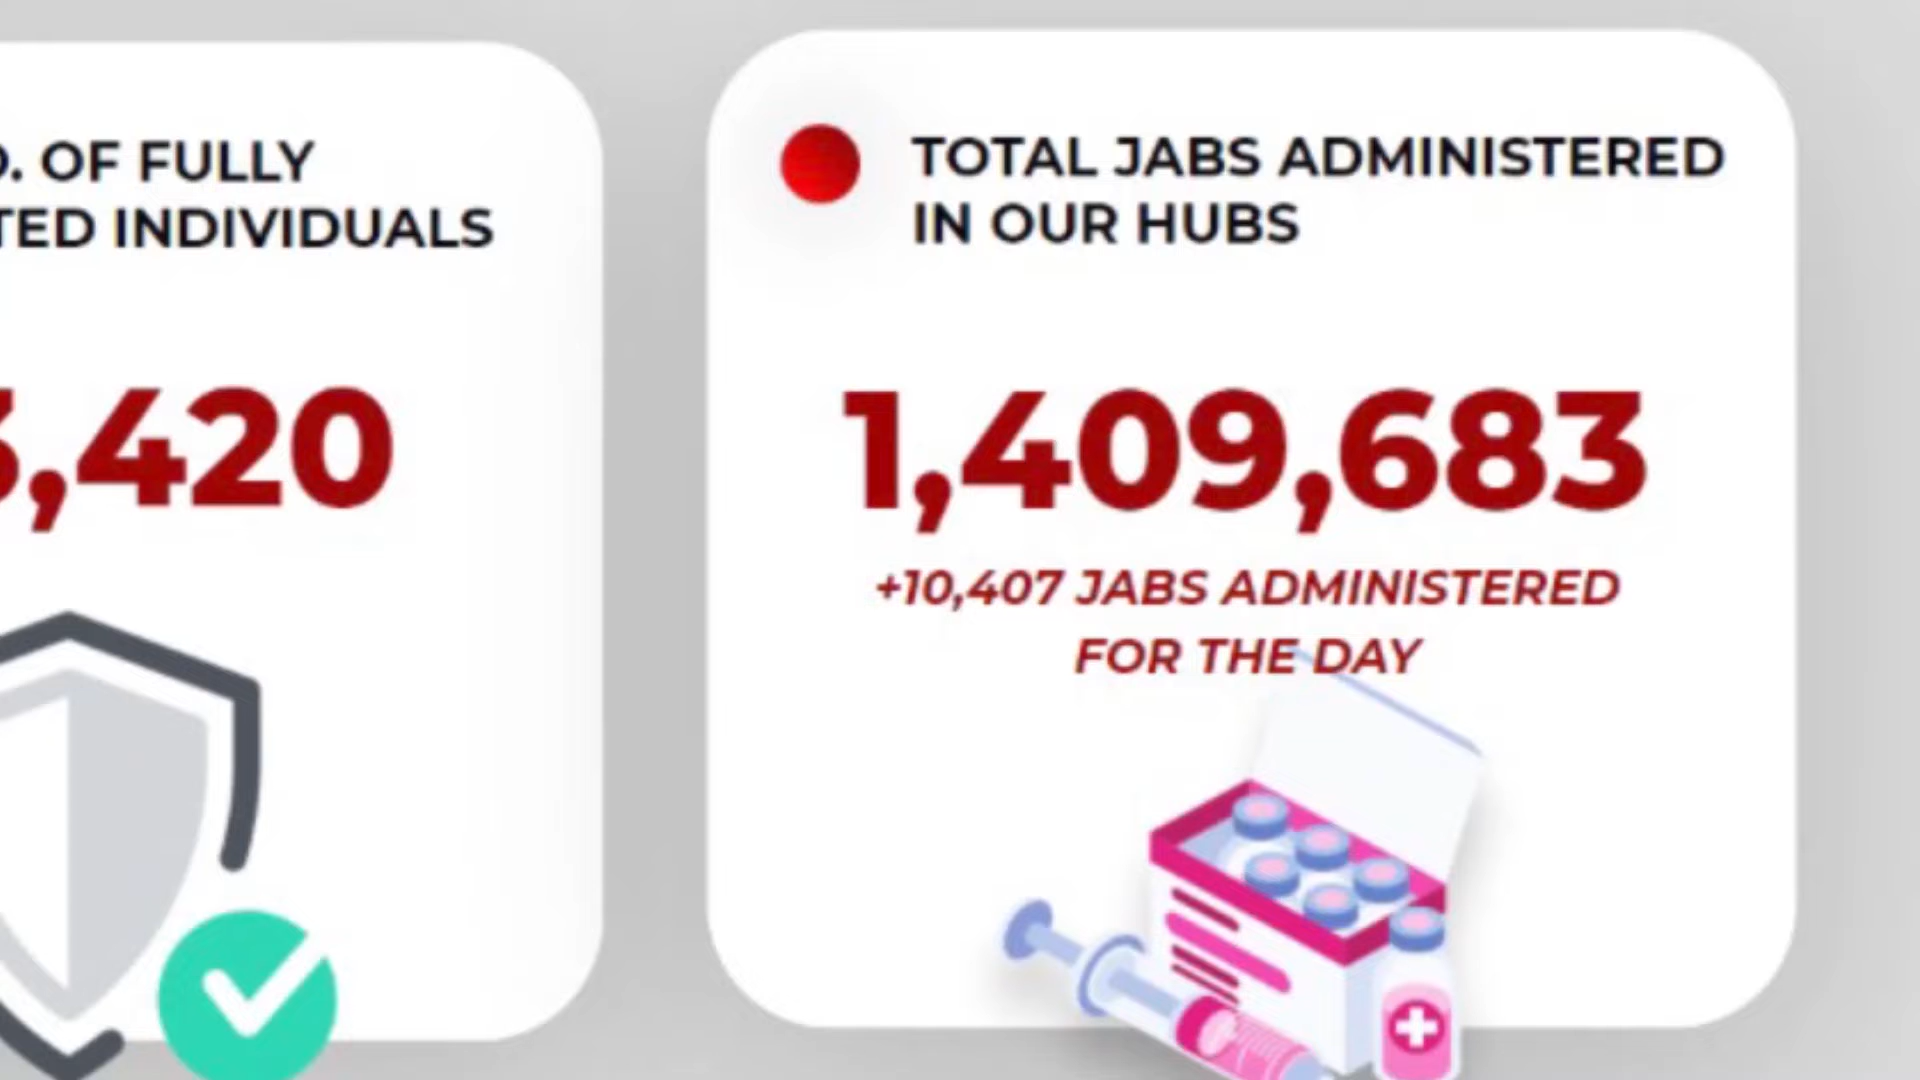 OF FULLY
INDIVIDUALS
,420
TOTAL JABS ADMINISTERED
IN OUR HUBS
1,409,683
+10,407 JABS ADMINISTERED
FOR THE DAY